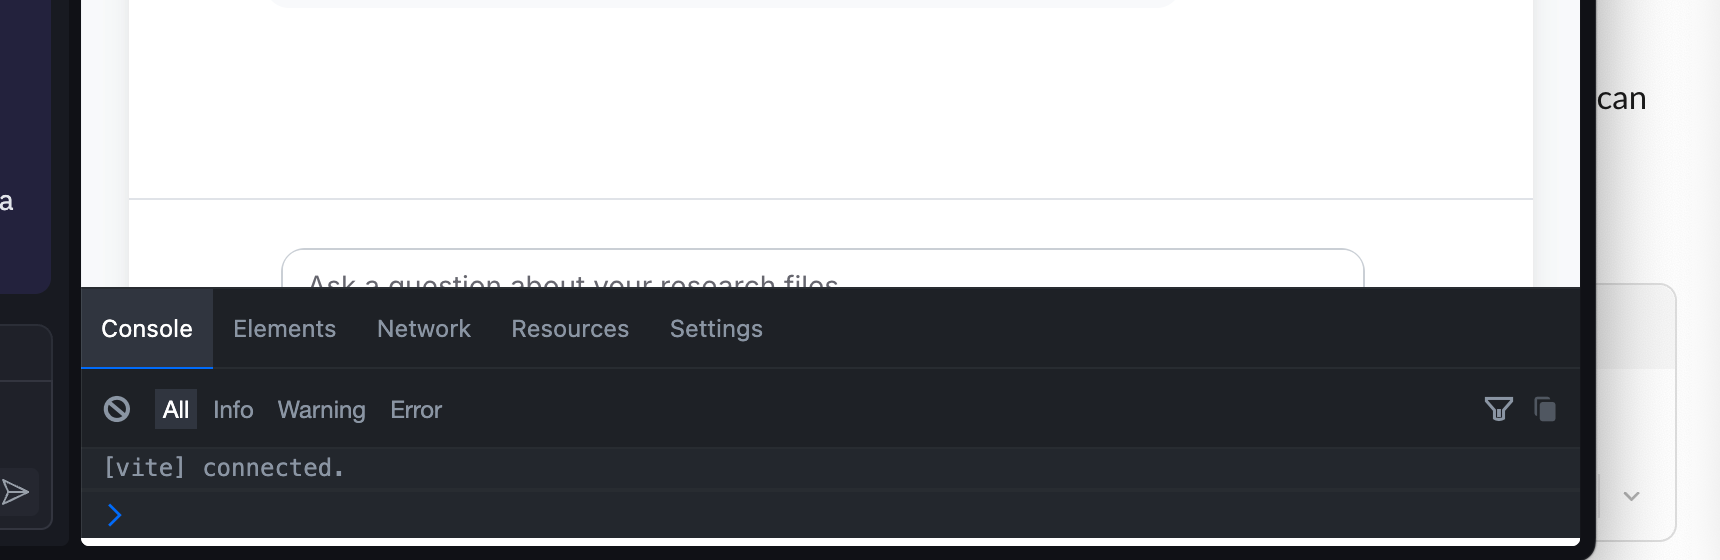 can
a
Ask a question about your research files
Console Elements Network Resources Settings
All Info Warning Error
[vite] connected.